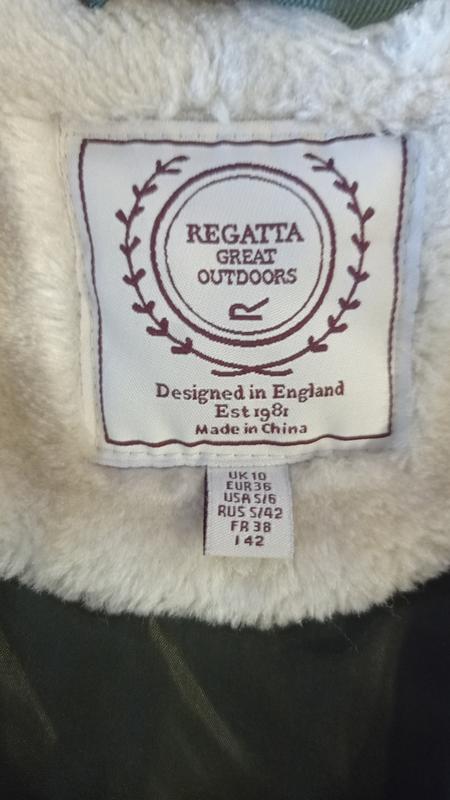 REGATTA
GREAT
OUTDOORS
R
Designed in England
Est 1981
Made in China
UK 10
EUR 36
USA S/6
RUS S/42
FR 38
I 42